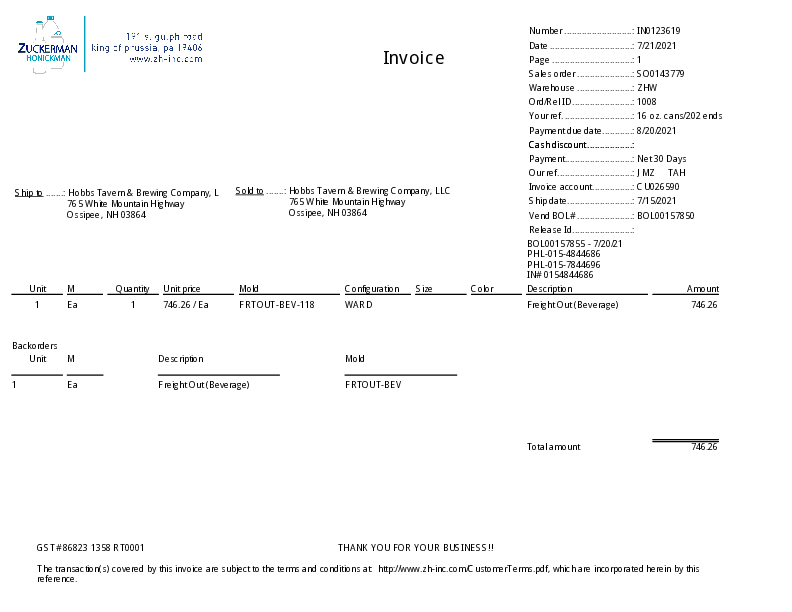 ZUCKERMAN
HONICKMAN
191 s. gulph road
king of prussia, pa 19406
www.zh-inc.com
Invoice
Number............................: IN0123619
Date ...................................: 7/21/2021
Page ..................................: 1
Sales order .......................: SO0143779
Warehouse .......................: ZHW
Ord/Rel ID.........................: 1008
Your ref.............................: 16 oz. cans/202 ends
Payment due date............: 8/20/2021
Cash discount...................:
Payment............................: Net 30 Days
Our ref...............................: JMZ TAH
Invoice account................: CU026590
Ship date...........................: 7/15/2021
Vend BOL#.......................: BOL00157850
Release Id.........................:
BOL00157855 - 7/20/21
PHL-015-4844686
PHL-015-7844696
IN# 0154844686
Ship to .......: Hobbs Tavern & Brewing Company, L
765 White Mountain Highway
Ossipee, NH 03864
Sold to .......: Hobbs Tavern & Brewing Company, LLC
765 White Mountain Highway
Ossipee, NH 03864
Unit M Quantity Unit price Mold Configuration Size Color Description Amount
1 Ea 1 746.26 / Ea FRTOUT-BEV-118 WARD Freight Out (Beverage) 746.26
Backorders
Unit M Description Mold
1 Ea Freight Out (Beverage) FRTOUT-BEV
Total amount 746.26
GST #86823 1358 RT0001 THANK YOU FOR YOUR BUSINESS!!
The transaction(s) covered by this invoice are subject to the terms and conditions at: http://www.zh-inc.com/CustomerTerms.pdf, which are incorporated herein by this
reference.